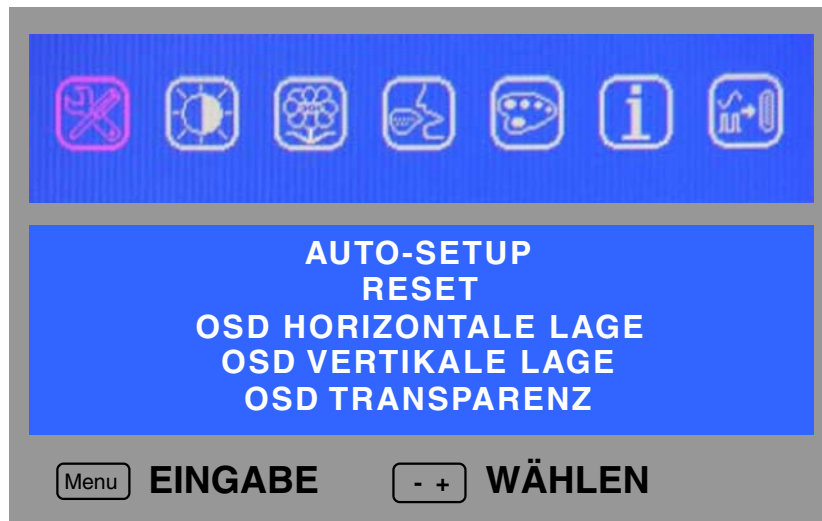 AUTO-SETUP
RESET
OSD HORIZONTALE LAGE
OSD VERTIKALE LAGE
OSD TRANSPARENZ
Menu EINGABE - + WÄHLEN